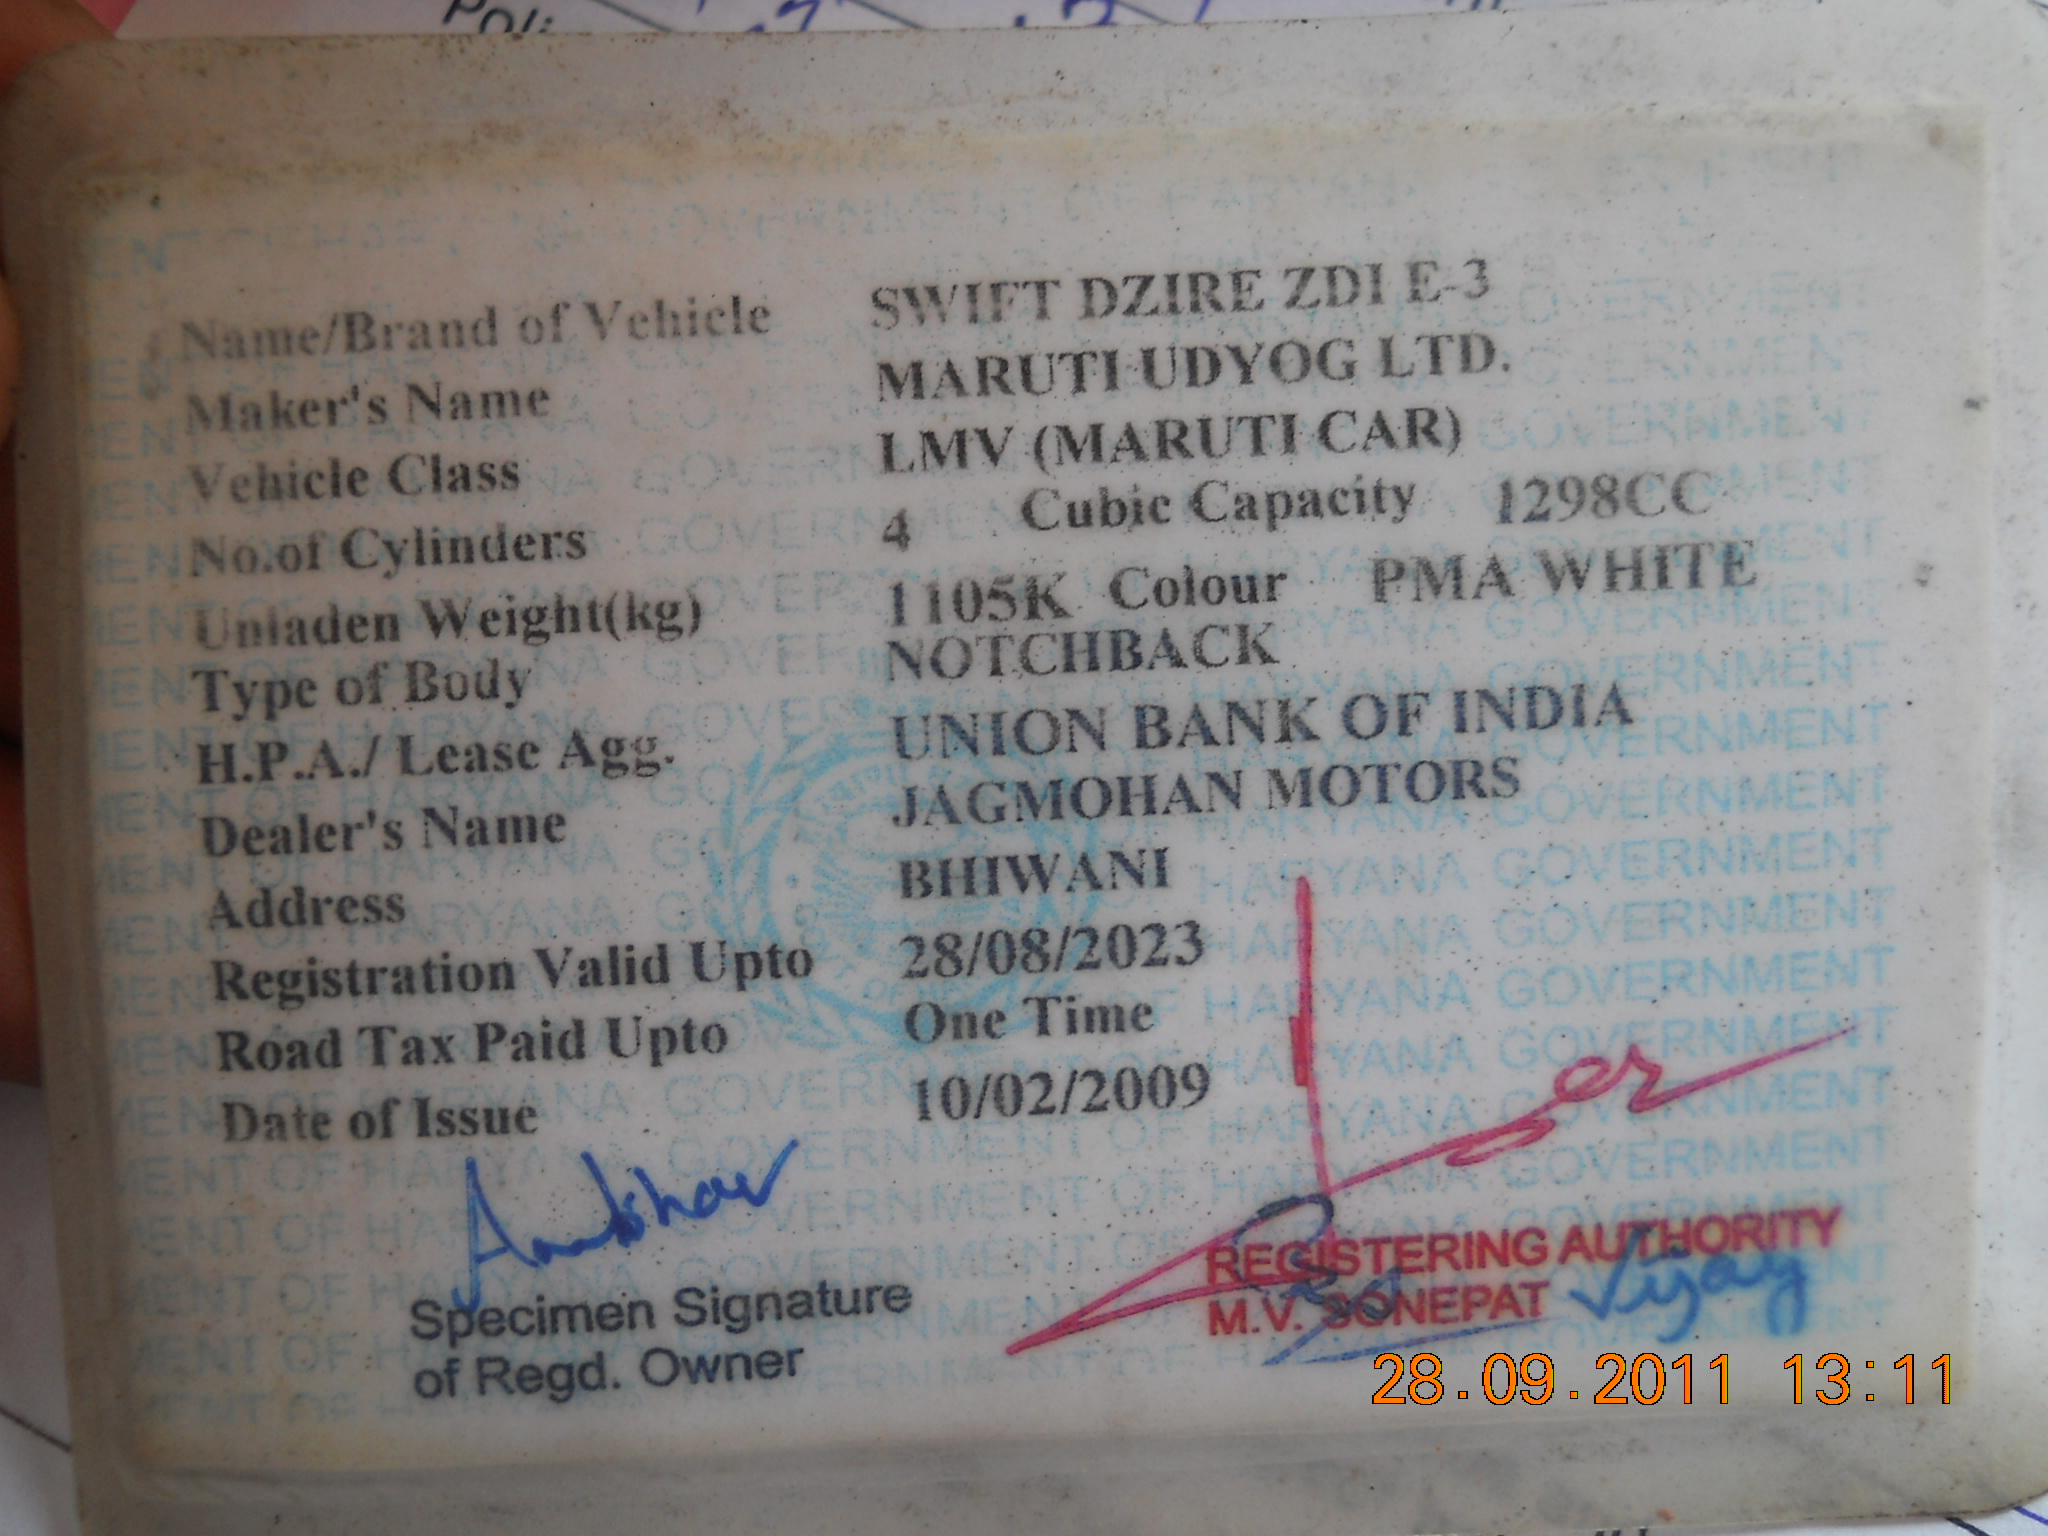 Name/Brand of Vehicle SWIFT DZIRE ZDI E-3
Maker's Name MARUTI UDYOG LTD.
Vehicle Class LMV (MARUTI CAR)
No.of Cylinders 4 Cubic Capacity 1298CC
Unladen Weight(kg) 1105K Colour PMA WHITE
Type of Body NOTCHBACK
H.P.A./ Lease Agg. UNION BANK OF INDIA
Dealer's Name JAGMOHAN MOTORS
Address BHIWANI
Registration Valid Upto 28/08/2023
Road Tax Paid Upto One Time
Date of Issue 10/02/2009
Specimen Signature
of Regd. Owner
REGISTERING AUTHORITY
M.V. SONEPAT Vijay
28.09.2011 13:11